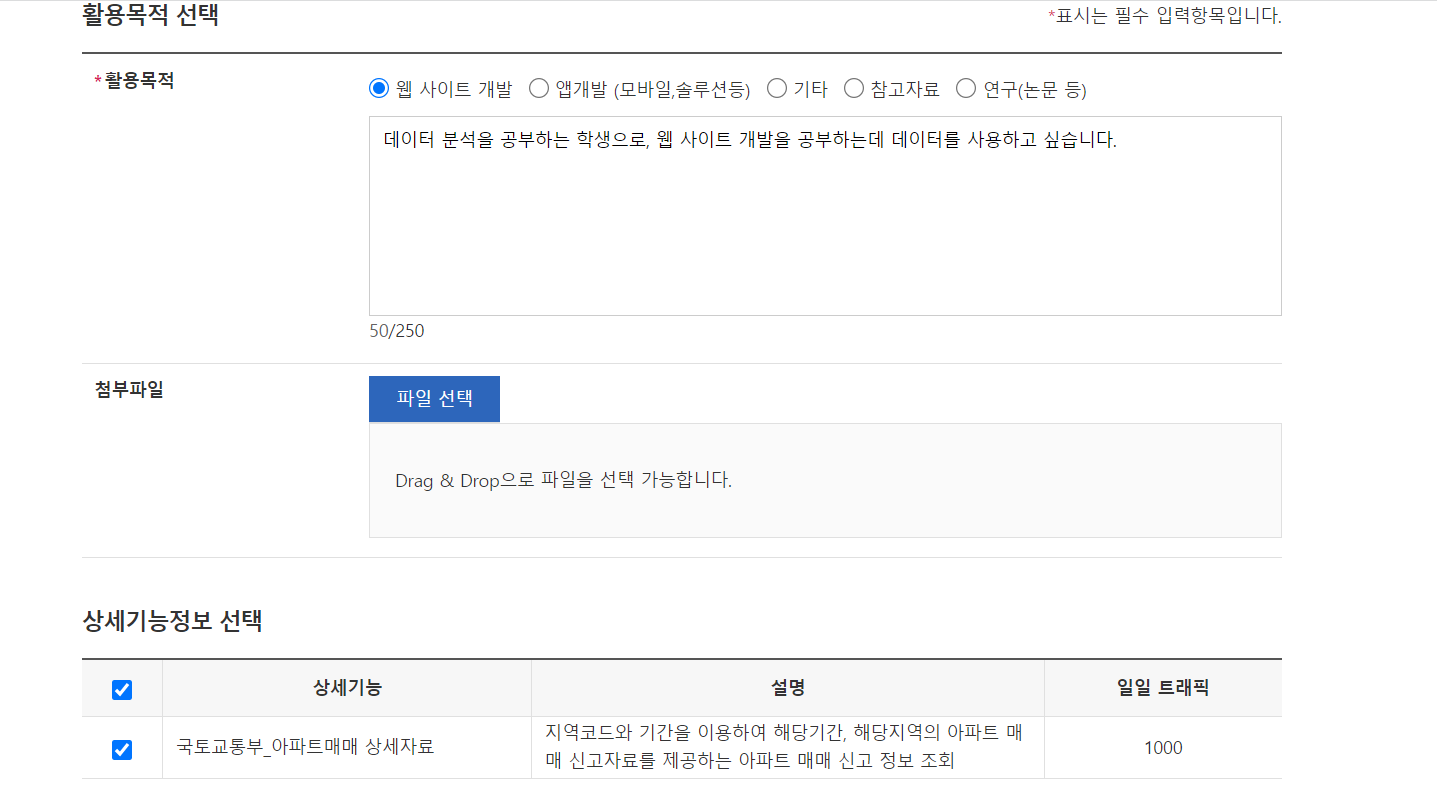 활용목적 선택
*표시는 필수 입력항목입니다.
*활용목적
웹 사이트 개발 앱개발 (모바일,솔루션등) 기타 참고자료 연구(논문 등)
데이터 분석을 공부하는 학생으로, 웹 사이트 개발을 공부하는데 데이터를 사용하고 싶습니다.
50/250
첨부파일
파일 선택
Drag & Drop으로 파일을 선택 가능합니다.
상세기능정보 선택
상세기능 설명 일일 트래픽
국토교통부_아파트매매 상세자료
지역코드와 기간을 이용하여 해당기간, 해당지역의 아파트 매
매 신고자료를 제공하는 아파트 매매 신고 정보 조회
1000